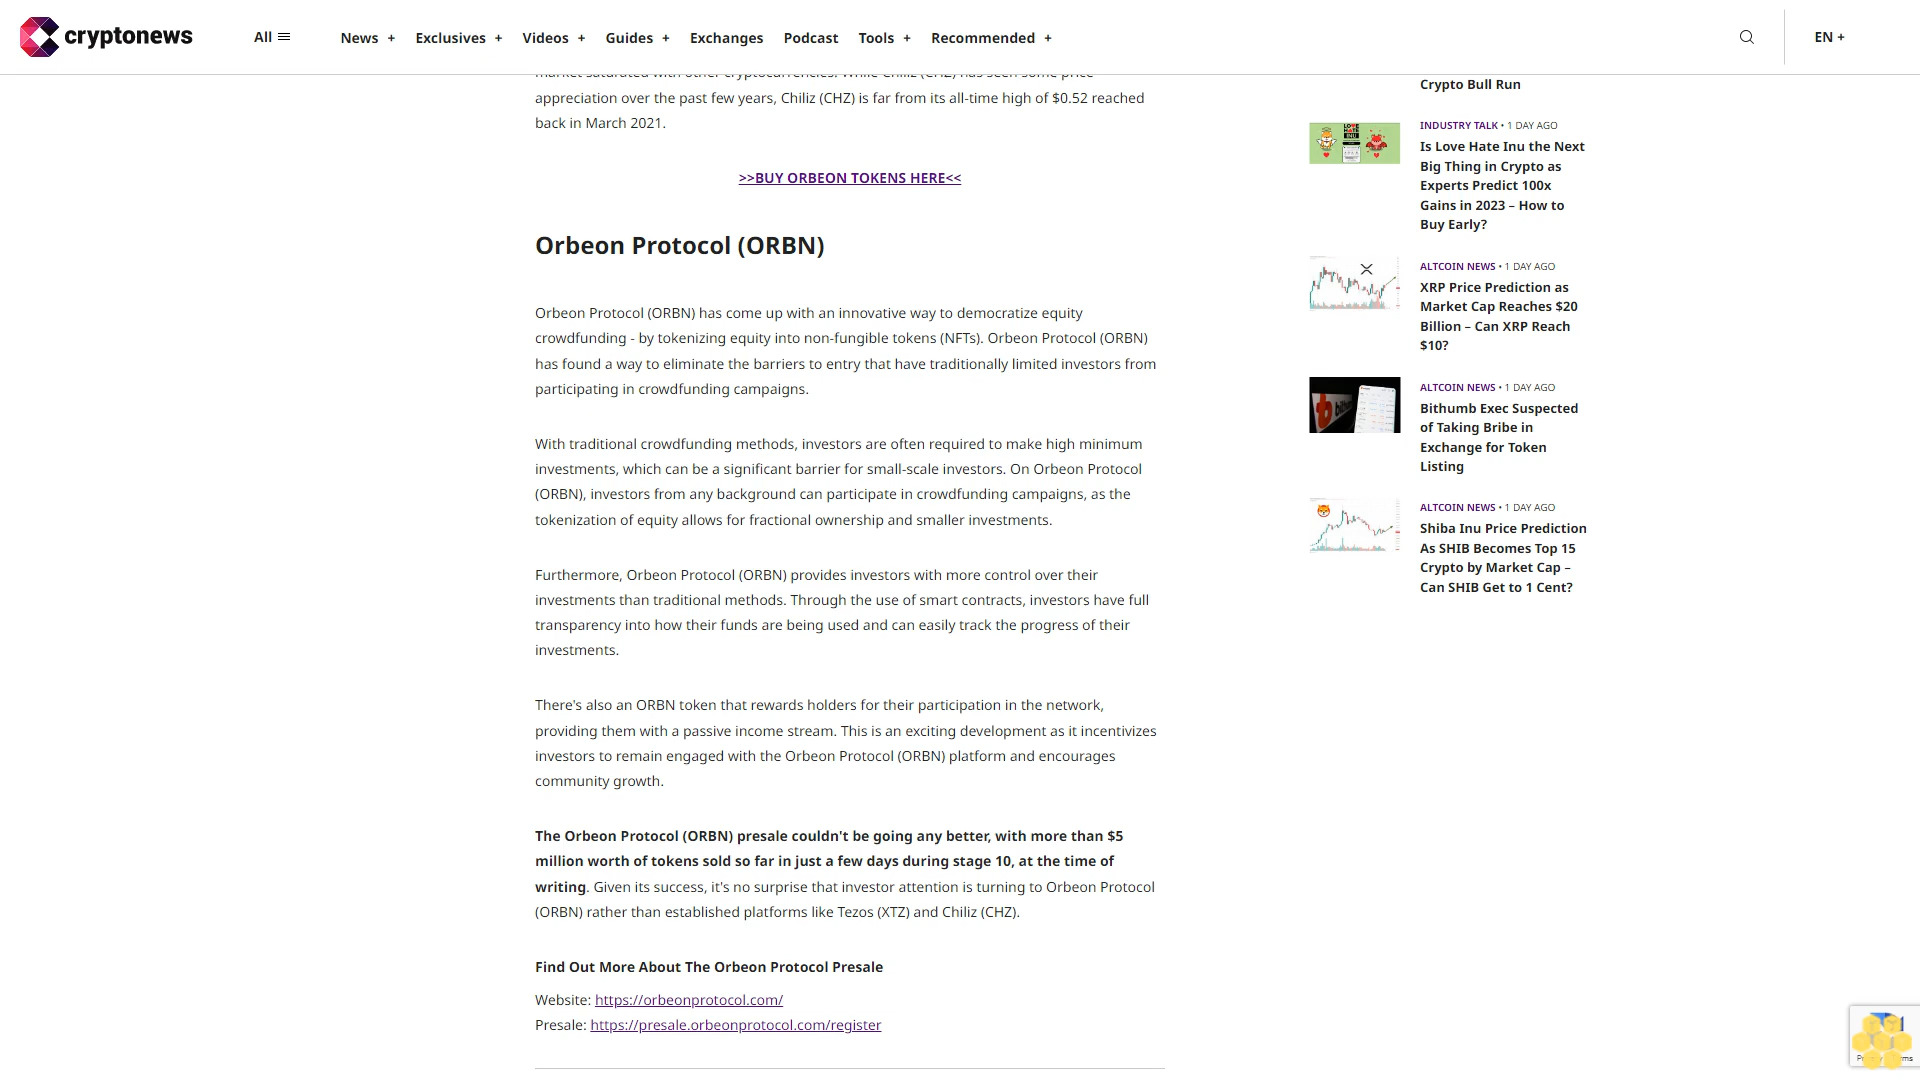 cryptonews
All
News +
Exclusives +
Videos +
Guides +
Exchanges
Podcast
Tools +
Recommended +
EN +
market saturated with other cryptocurrencies. While Chiliz (CHZ) has seen some price
appreciation over the past few years, Chiliz (CHZ) is far from its all-time high of $0.52 reached
back in March 2021.
>>BUY ORBEON TOKENS HERE<<
Orbeon Protocol (ORBN)
Orbeon Protocol (ORBN) has come up with an innovative way to democratize equity
crowdfunding - by tokenizing equity into non-fungible tokens (NFTs). Orbeon Protocol (ORBN)
has found a way to eliminate the barriers to entry that have traditionally limited investors from
participating in crowdfunding campaigns.
With traditional crowdfunding methods, investors are often required to make high minimum
investments, which can be a significant barrier for small-scale investors. On Orbeon Protocol
(ORBN), investors from any background can participate in crowdfunding campaigns, as the
tokenization of equity allows for fractional ownership and smaller investments.
Furthermore, Orbeon Protocol (ORBN) provides investors with more control over their
investments than traditional methods. Through the use of smart contracts, investors have full
transparency into how their funds are being used and can easily track the progress of their
investments.
There's also an ORBN token that rewards holders for their participation in the network,
providing them with a passive income stream. This is an exciting development as it incentivizes
investors to remain engaged with the Orbeon Protocol (ORBN) platform and encourages
community growth.
The Orbeon Protocol (ORBN) presale couldn't be going any better, with more than $5
million worth of tokens sold so far in just a few days during stage 10, at the time of
writing. Given its success, it's no surprise that investor attention is turning to Orbeon Protocol
(ORBN) rather than established platforms like Tezos (XTZ) and Chiliz (CHZ).
Find Out More About The Orbeon Protocol Presale
Website: https://orbeonprotocol.com/
Presale: https://presale.orbeonprotocol.com/register
Crypto Bull Run
INDUSTRY TALK • 1 DAY AGO
Is Love Hate Inu the Next
Big Thing in Crypto as
Experts Predict 100x
Gains in 2023 – How to
Buy Early?
ALTCOIN NEWS • 1 DAY AGO
XRP Price Prediction as
Market Cap Reaches $20
Billion – Can XRP Reach
$10?
ALTCOIN NEWS • 1 DAY AGO
Bithumb Exec Suspected
of Taking Bribe in
Exchange for Token
Listing
ALTCOIN NEWS • 1 DAY AGO
Shiba Inu Price Prediction
As SHIB Becomes Top 15
Crypto by Market Cap –
Can SHIB Get to 1 Cent?